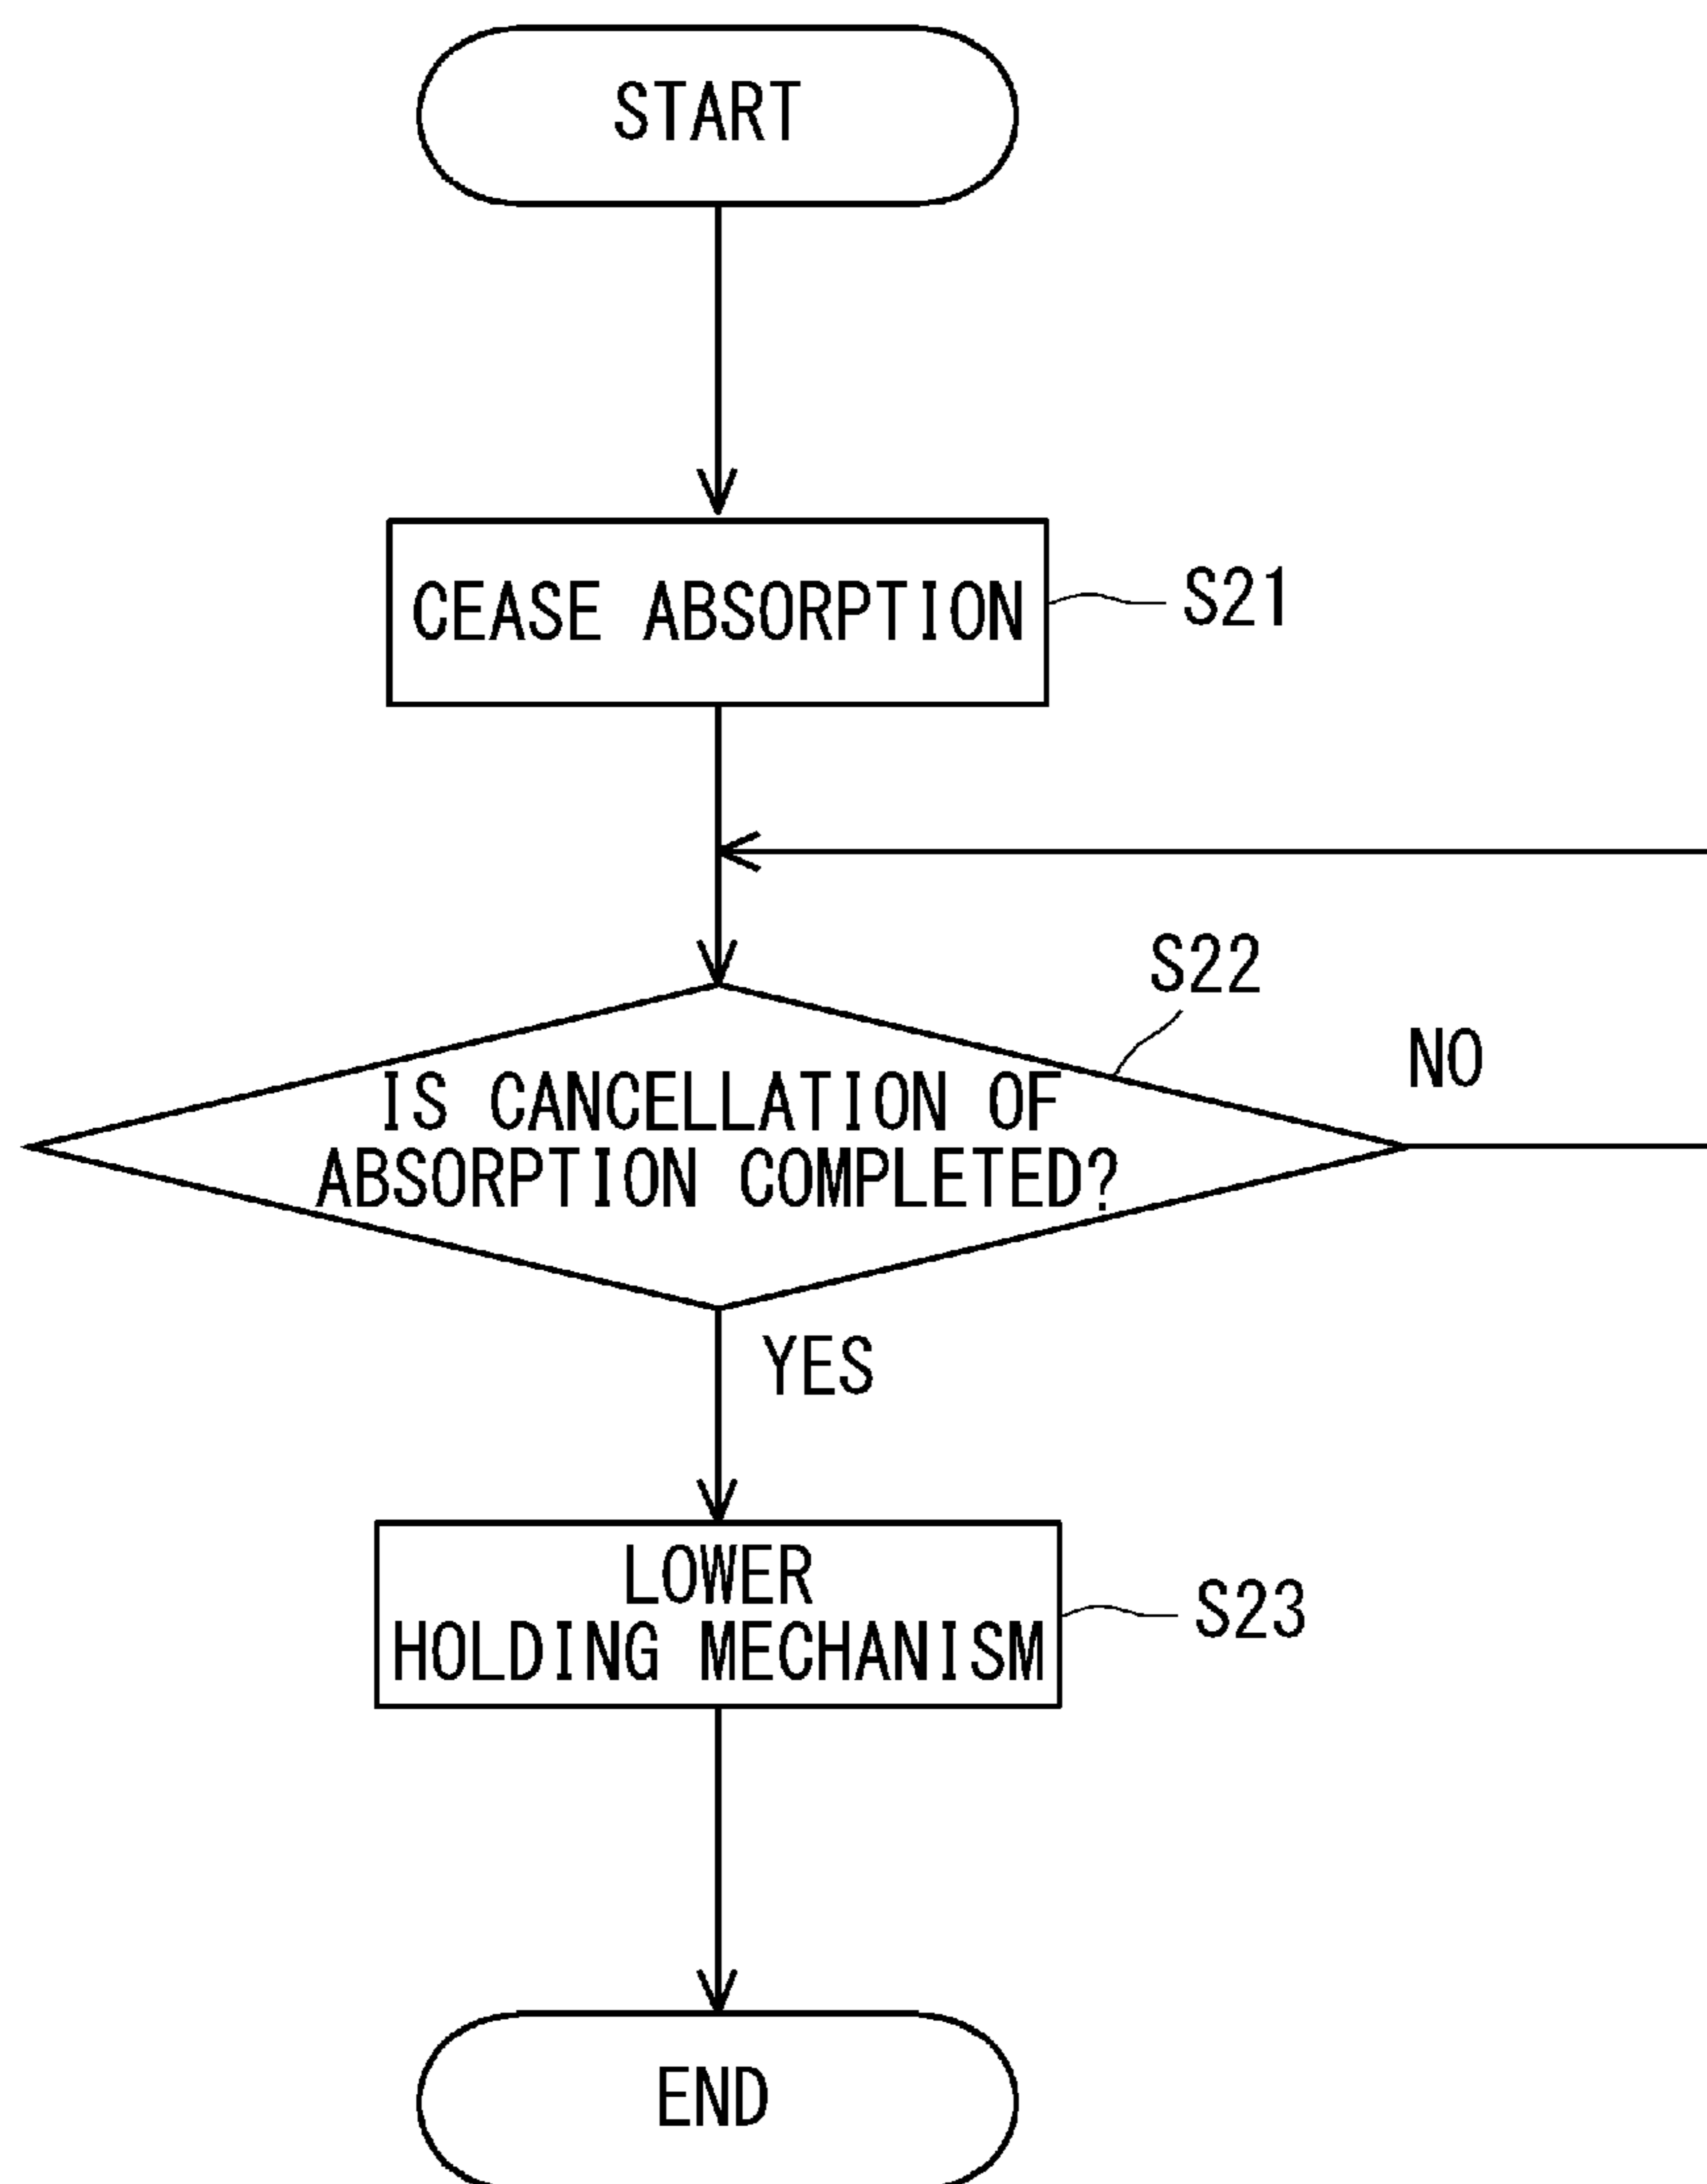 START
CEASE ABSORPTION
S21
S22
NO
IS CANCELLATION OF
ABSORPTION COMPLETED?
YES
LOWER
HOLDING MECHANISM
S23
END